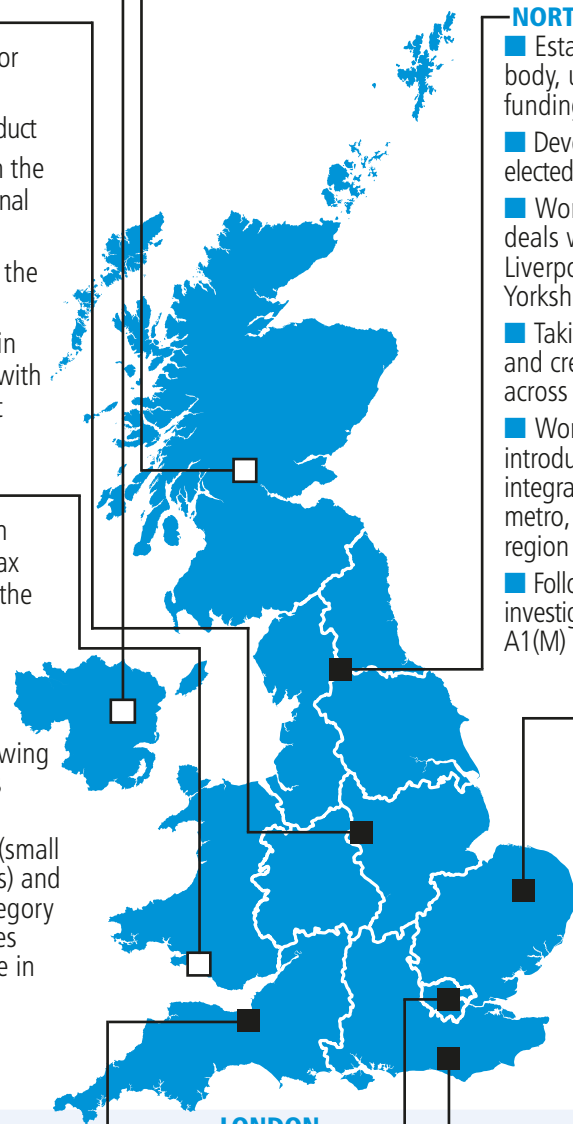 or
duct
n the
nal
the
in
with
t
n
ax
the
wing
(small
s) and
egory
es
e in
NORT
■ Esta
body, u
funding
■ Deve
elected
■ Wor
deals v
Liverpo
Yorksh
■ Taki
and cre
across
■ Wor
introdu
integra
metro,
region
■ Follo
investig
A1(M)
LONDON